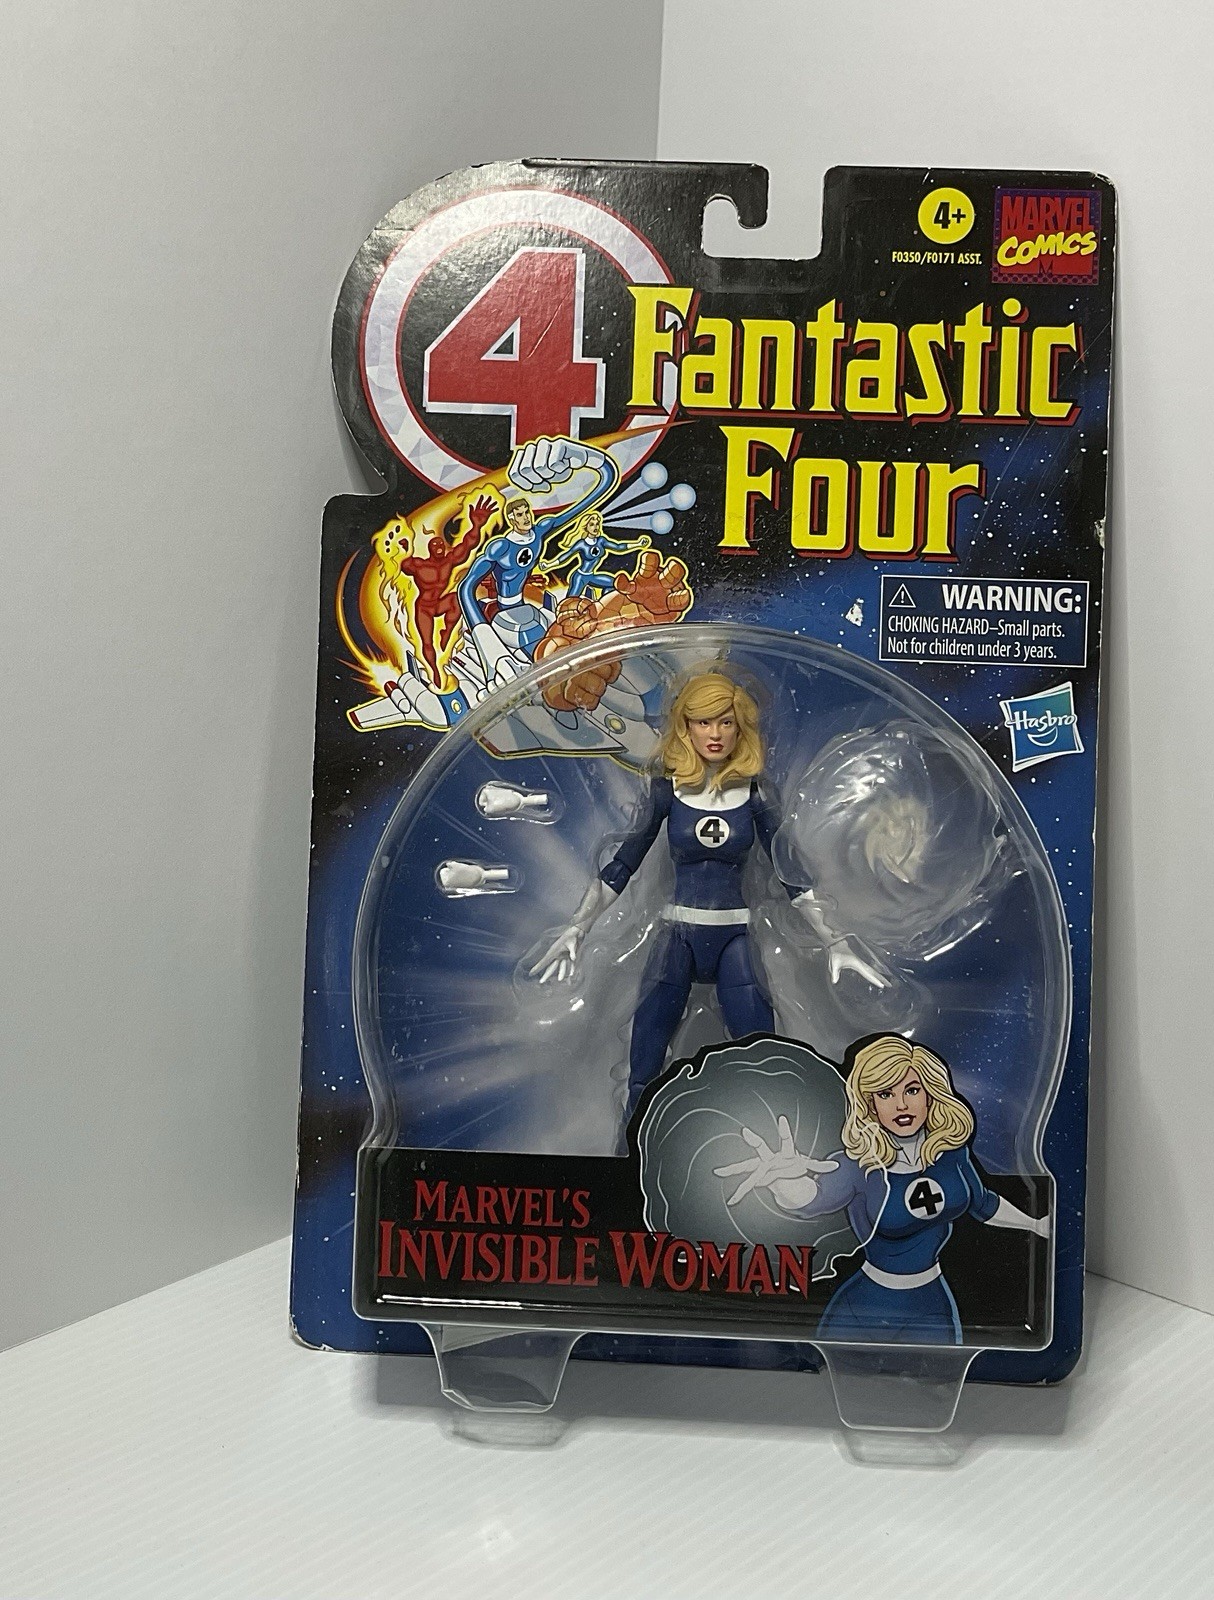 4+
F0350/F0171 ASST.
MARVEL
COMICS
4
Fantastic
Four
4
4
WARNING:
CHOKING HAZARD–Small parts.
Not for children under 3 years.
Hasbro
4
4
MARVEL'S
INVISIBLE WOMAN